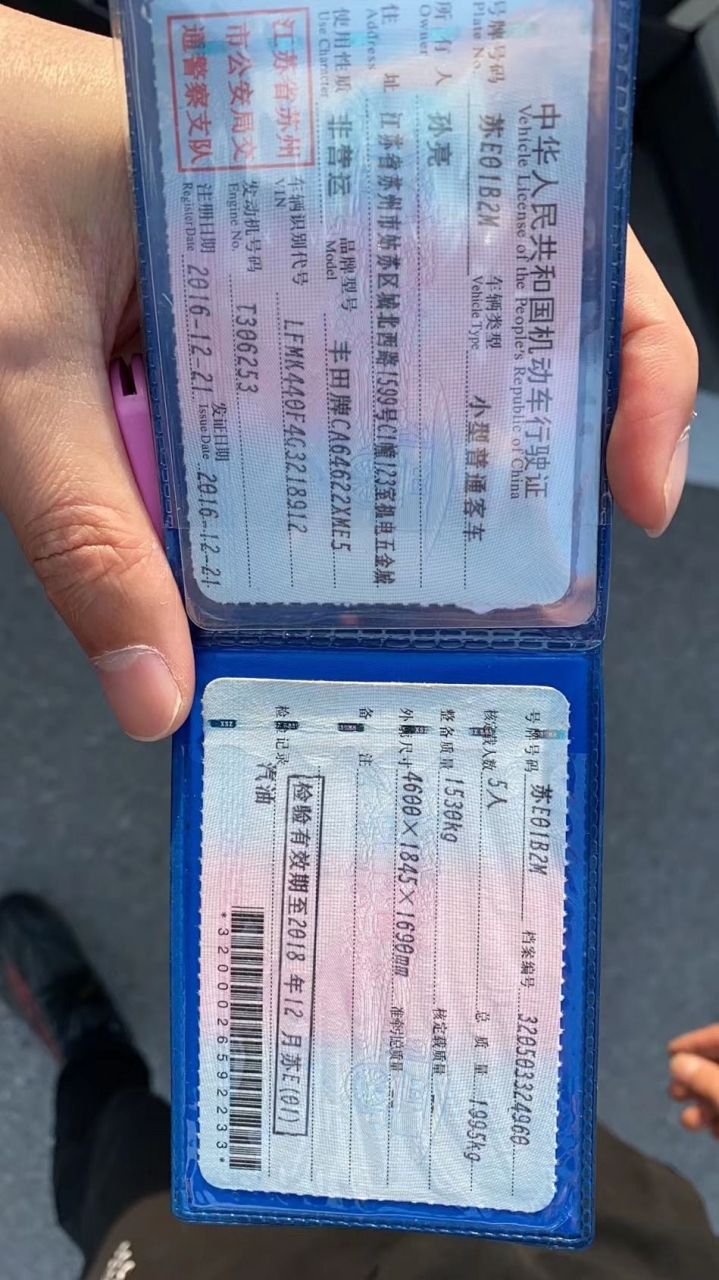 中华人民共和国机动车行驶证
Vehicle License of the People's Republic of China
号牌号码 苏E01B2M 车辆类型 小型普通客车
Plate No. Vehicle Type
所有人 孙亮
Owner
住址 江苏省苏州市姑苏区城北西路1599号C1幢123室机电五金城
Address
使用性质 非营运 品牌型号 丰田牌CA64622XME5
Use Character Model
江苏省苏州
市公安局交
通警察支队
车辆识别代号 LFMK440F4G3218912
VIN
发动机号码 T306253
Engine No.
注册日期 2016-12-21 发证日期 2016-12-21
Register Date Issue Date
号牌号码 苏E01B2M 档案编号 320503324960
核定载人数 5人 总质量 1995kg
整备质量 1530kg 核定载质量 --
外廓尺寸 4600×1845×1690mm 准牵引总质量 --
备注
检验有效期至2018年12月苏E(01)
检验记录
汽油
*3200026592233*